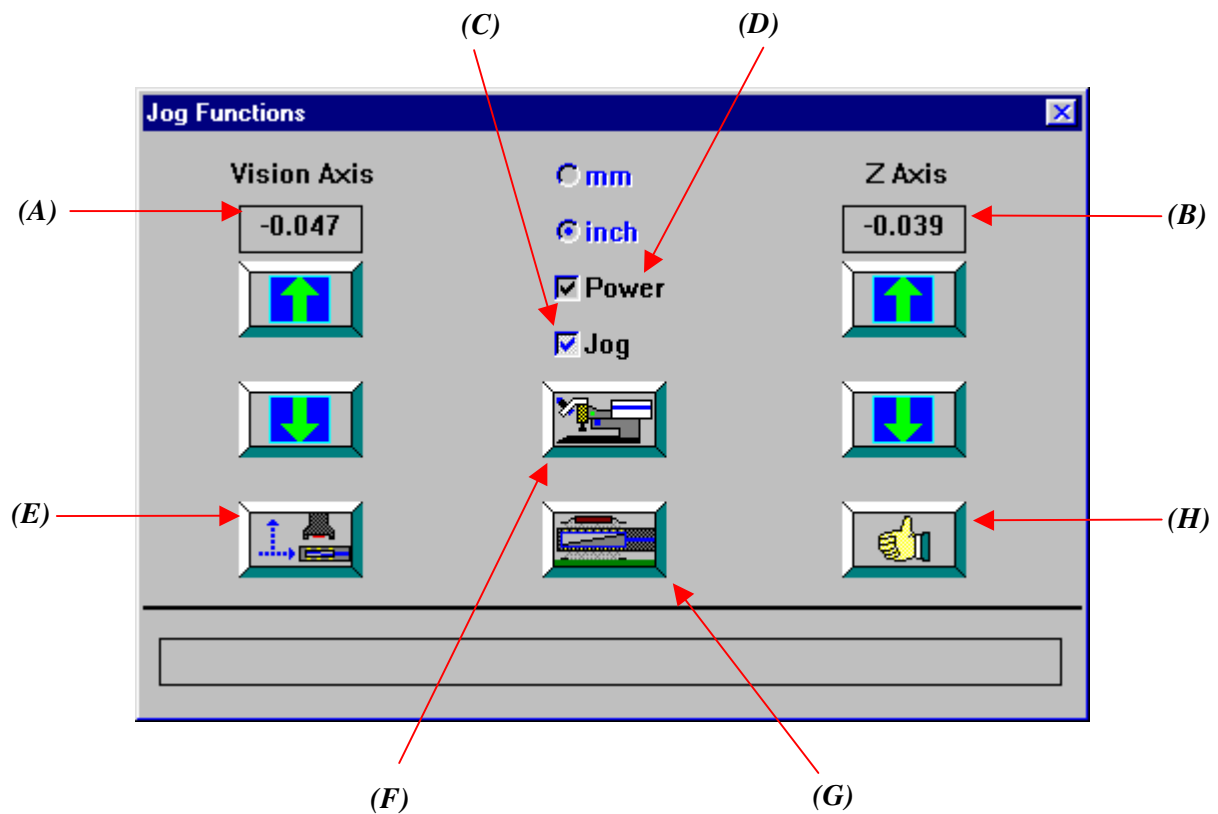 (C)
(D)
Jog Functions
Vision Axis
mm
Z Axis
(A)
-0.047
inch
-0.039
(B)
Power
Jog
(E)
(H)
(F)
(G)